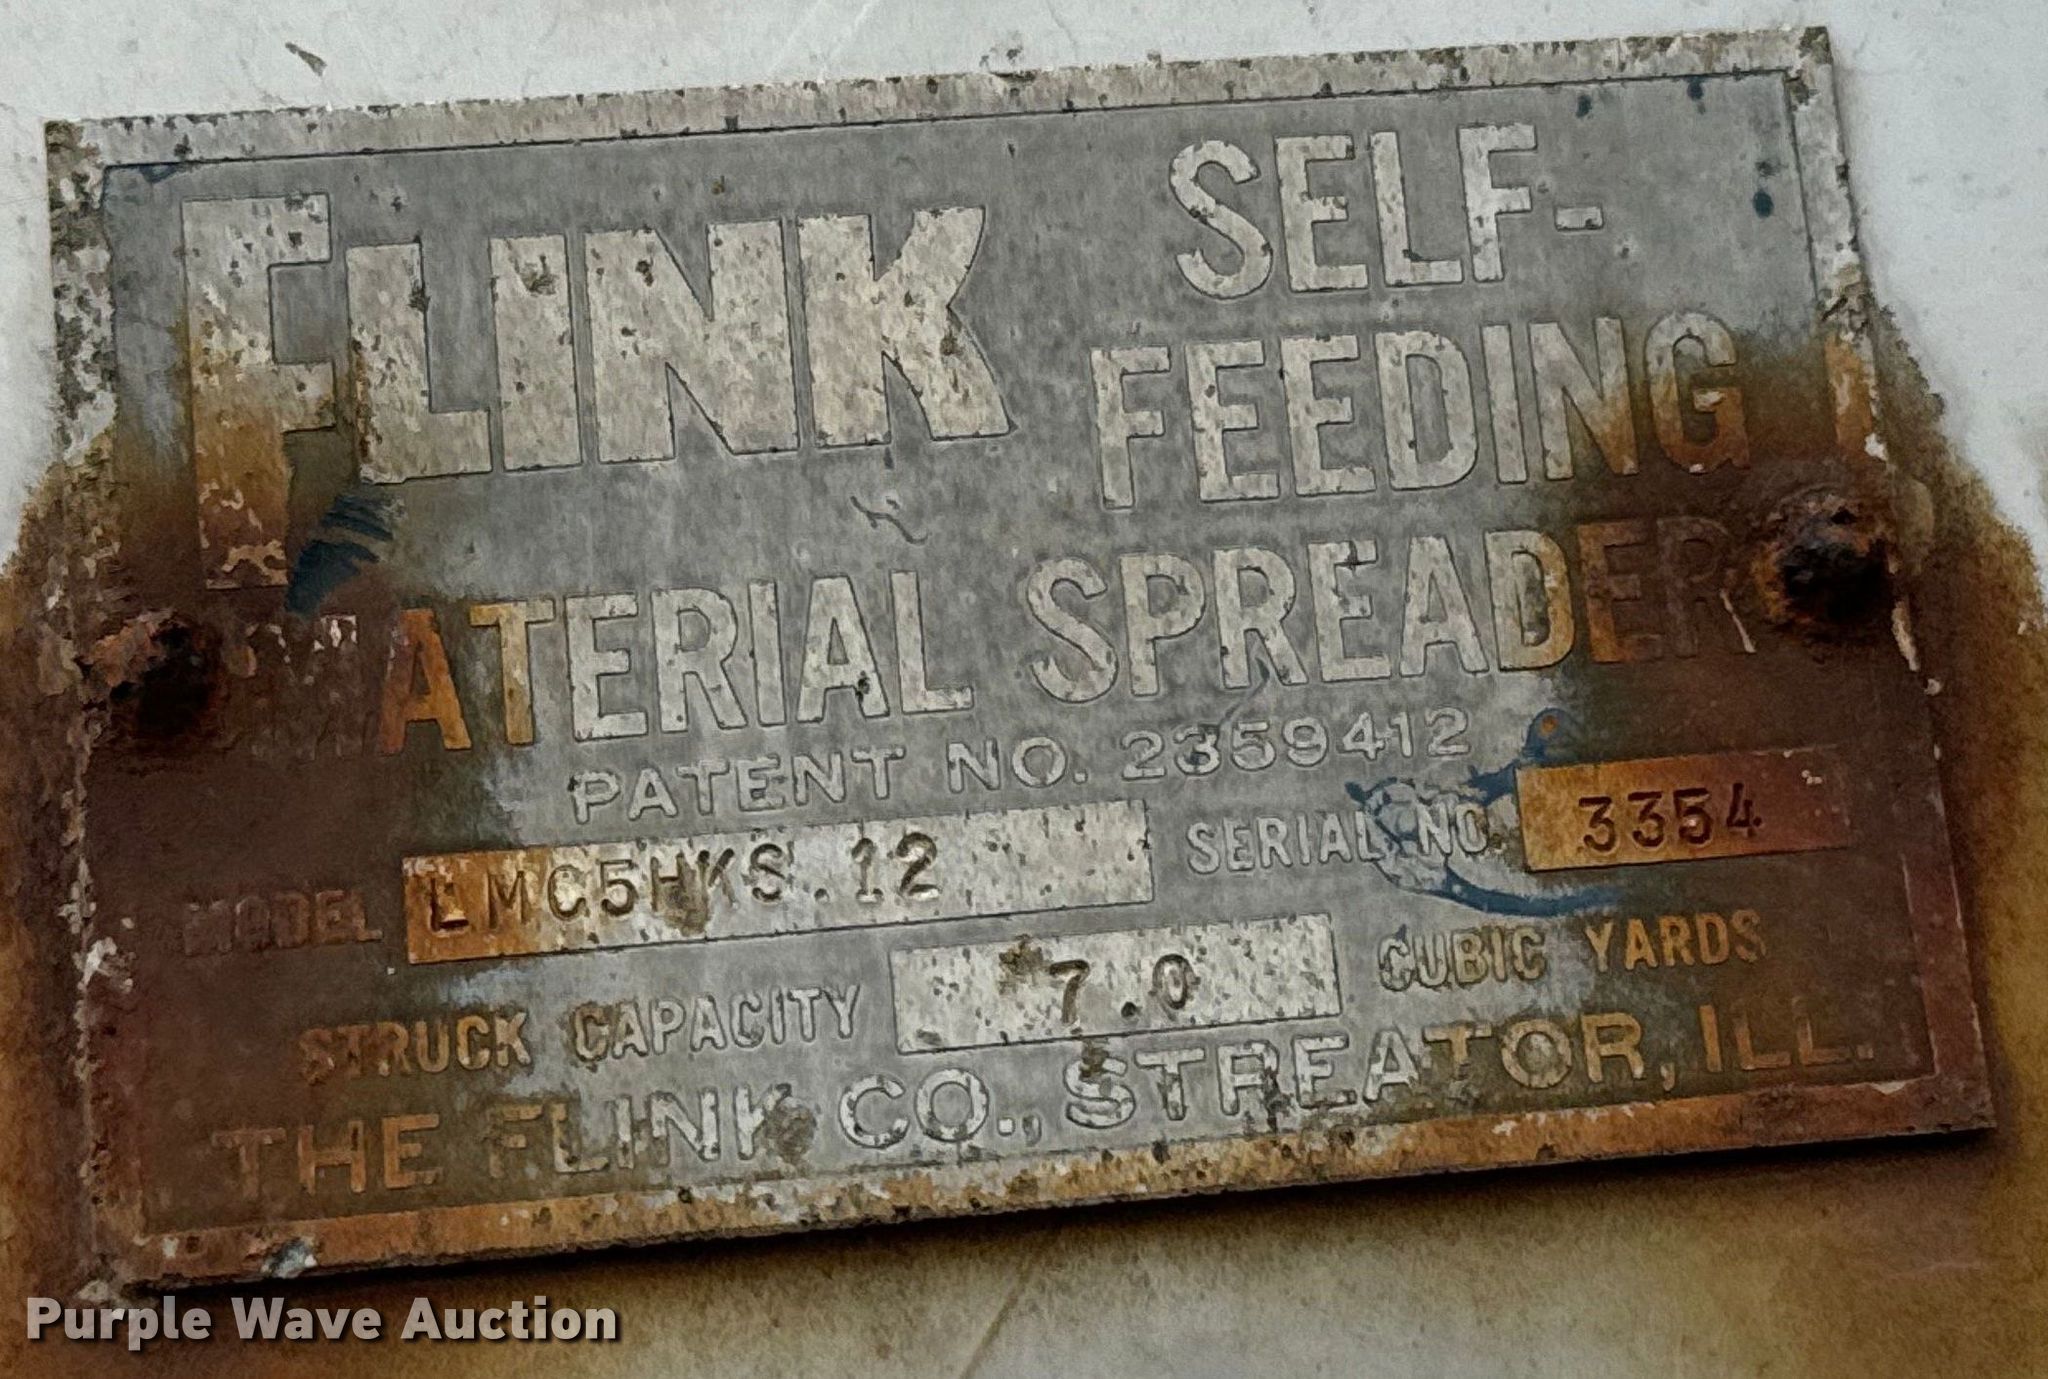 FLINK SELF-
FEEDING
MATERIAL SPREADER
PATENT NO. 2359412
MODEL LMC5HKS.12 SERIAL NO. 3354
STRUCK CAPACITY 7.0 CUBIC YARDS
THE FLINK CO., STREATOR, ILL.
Purple Wave Auction